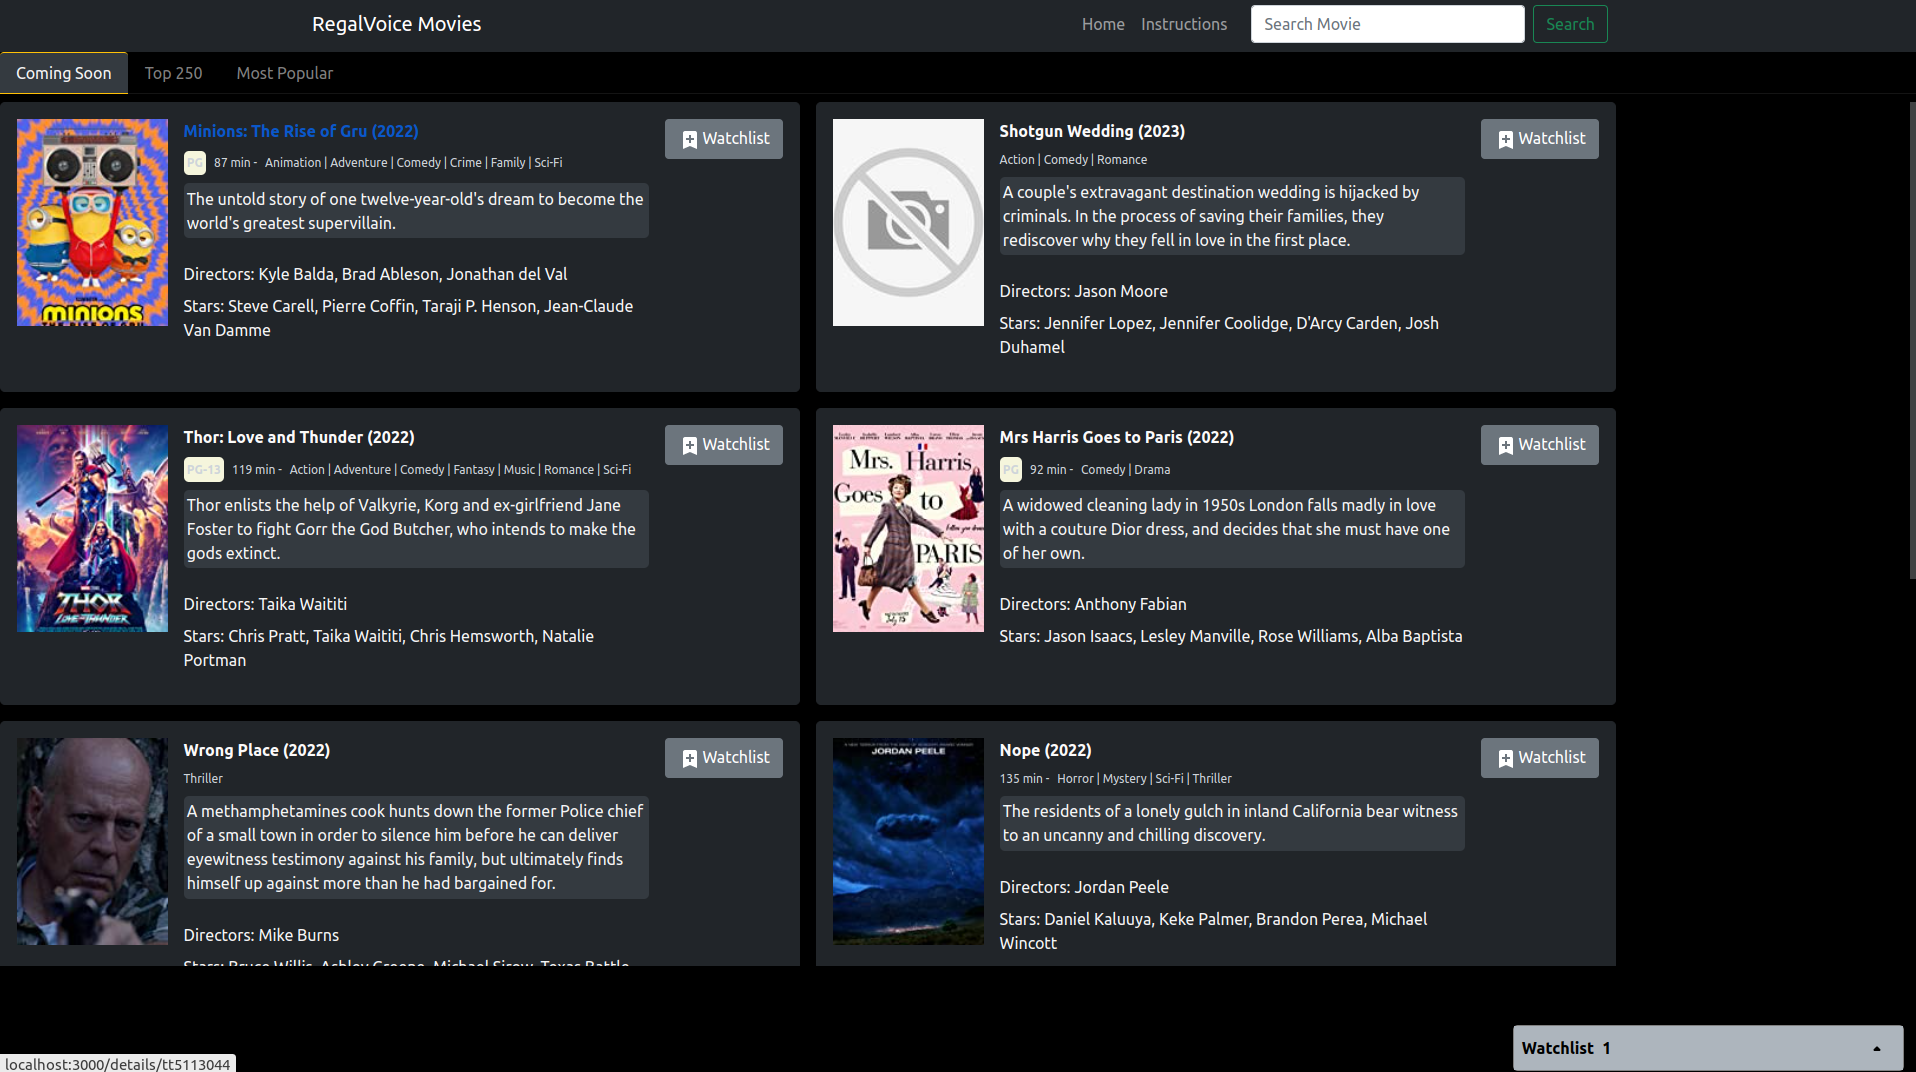 RegalVoice Movies
Home Instructions Search Movie Search
Coming Soon Top 250 Most Popular
Minions: The Rise of Gru (2022)
Watchlist
PG 87 min - Animation | Adventure | Comedy | Crime | Family | Sci-Fi
The untold story of one twelve-year-old's dream to become the
world's greatest supervillain.
Directors: Kyle Balda, Brad Ableson, Jonathan del Val
Stars: Steve Carell, Pierre Coffin, Taraji P. Henson, Jean-Claude
Van Damme
MINIONS
Shotgun Wedding (2023)
Watchlist
Action | Comedy | Romance
A couple's extravagant destination wedding is hijacked by
criminals. In the process of saving their families, they
rediscover why they fell in love in the first place.
Directors: Jason Moore
Stars: Jennifer Lopez, Jennifer Coolidge, D'Arcy Carden, Josh
Duhamel
Thor: Love and Thunder (2022)
Watchlist
PG-13 119 min - Action | Adventure | Comedy | Fantasy | Music | Romance | Sci-Fi
Thor enlists the help of Valkyrie, Korg and ex-girlfriend Jane
Foster to fight Gorr the God Butcher, who intends to make the
gods extinct.
Directors: Taika Waititi
Stars: Chris Pratt, Taika Waititi, Chris Hemsworth, Natalie
Portman
THOR
LOVE AND THUNDER
Mrs Harris Goes to Paris (2022)
Watchlist
PG 92 min - Comedy | Drama
A widowed cleaning lady in 1950s London falls madly in love
with a couture Dior dress, and decides that she must have one
of her own.
Directors: Anthony Fabian
Stars: Jason Isaacs, Lesley Manville, Rose Williams, Alba Baptista
Mrs. Harris
Goes to
PARIS
Wrong Place (2022)
Watchlist
Thriller
A methamphetamines cook hunts down the former Police chief
of a small town in order to silence him before he can deliver
eyewitness testimony against his family, but ultimately finds
himself up against more than he had bargained for.
Directors: Mike Burns
Stars: Bruce Willis, Ashley Greene, Michael Sirow, Texas Battle
Nope (2022)
Watchlist
135 min - Horror | Mystery | Sci-Fi | Thriller
The residents of a lonely gulch in inland California bear witness
to an uncanny and chilling discovery.
Directors: Jordan Peele
Stars: Daniel Kaluuya, Keke Palmer, Brandon Perea, Michael
Wincott
JORDAN PEELE
Watchlist 1
localhost:3000/details/tt5113044